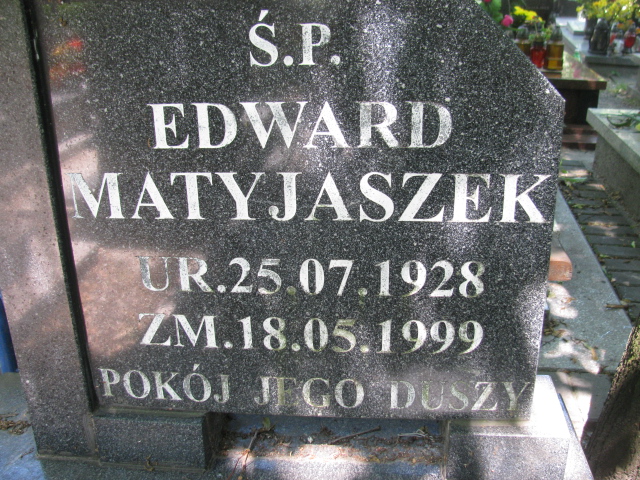 Ś.P.
EDWARD
MATYJASZEK
UR.25.07.1928
ZM.18.05.1999
POKÓJ JEGO DUSZY